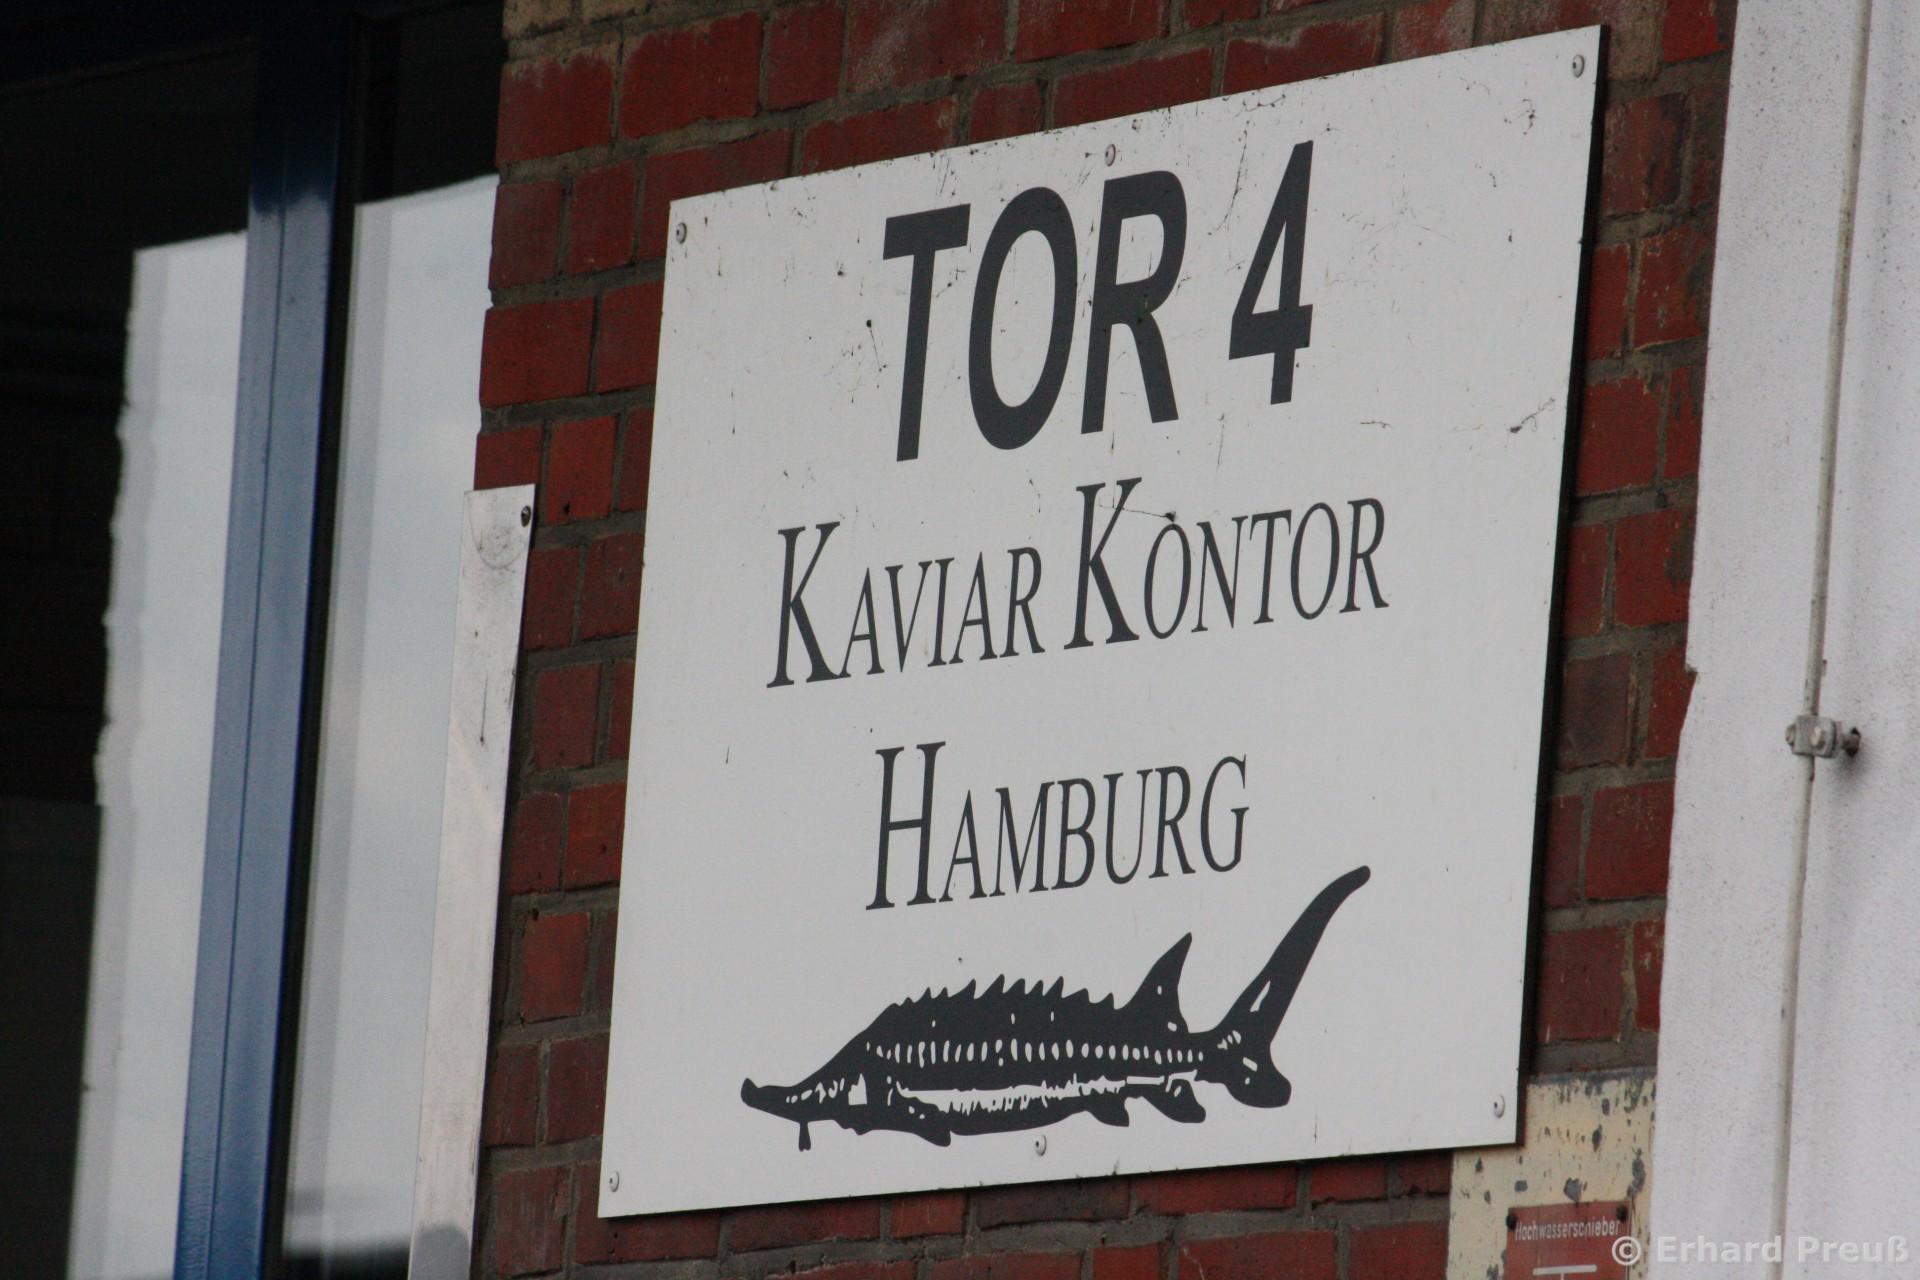 TOR 4
KAVIAR KONTOR
HAMBURG
Hochwasserschieber
© Erhard Preuß